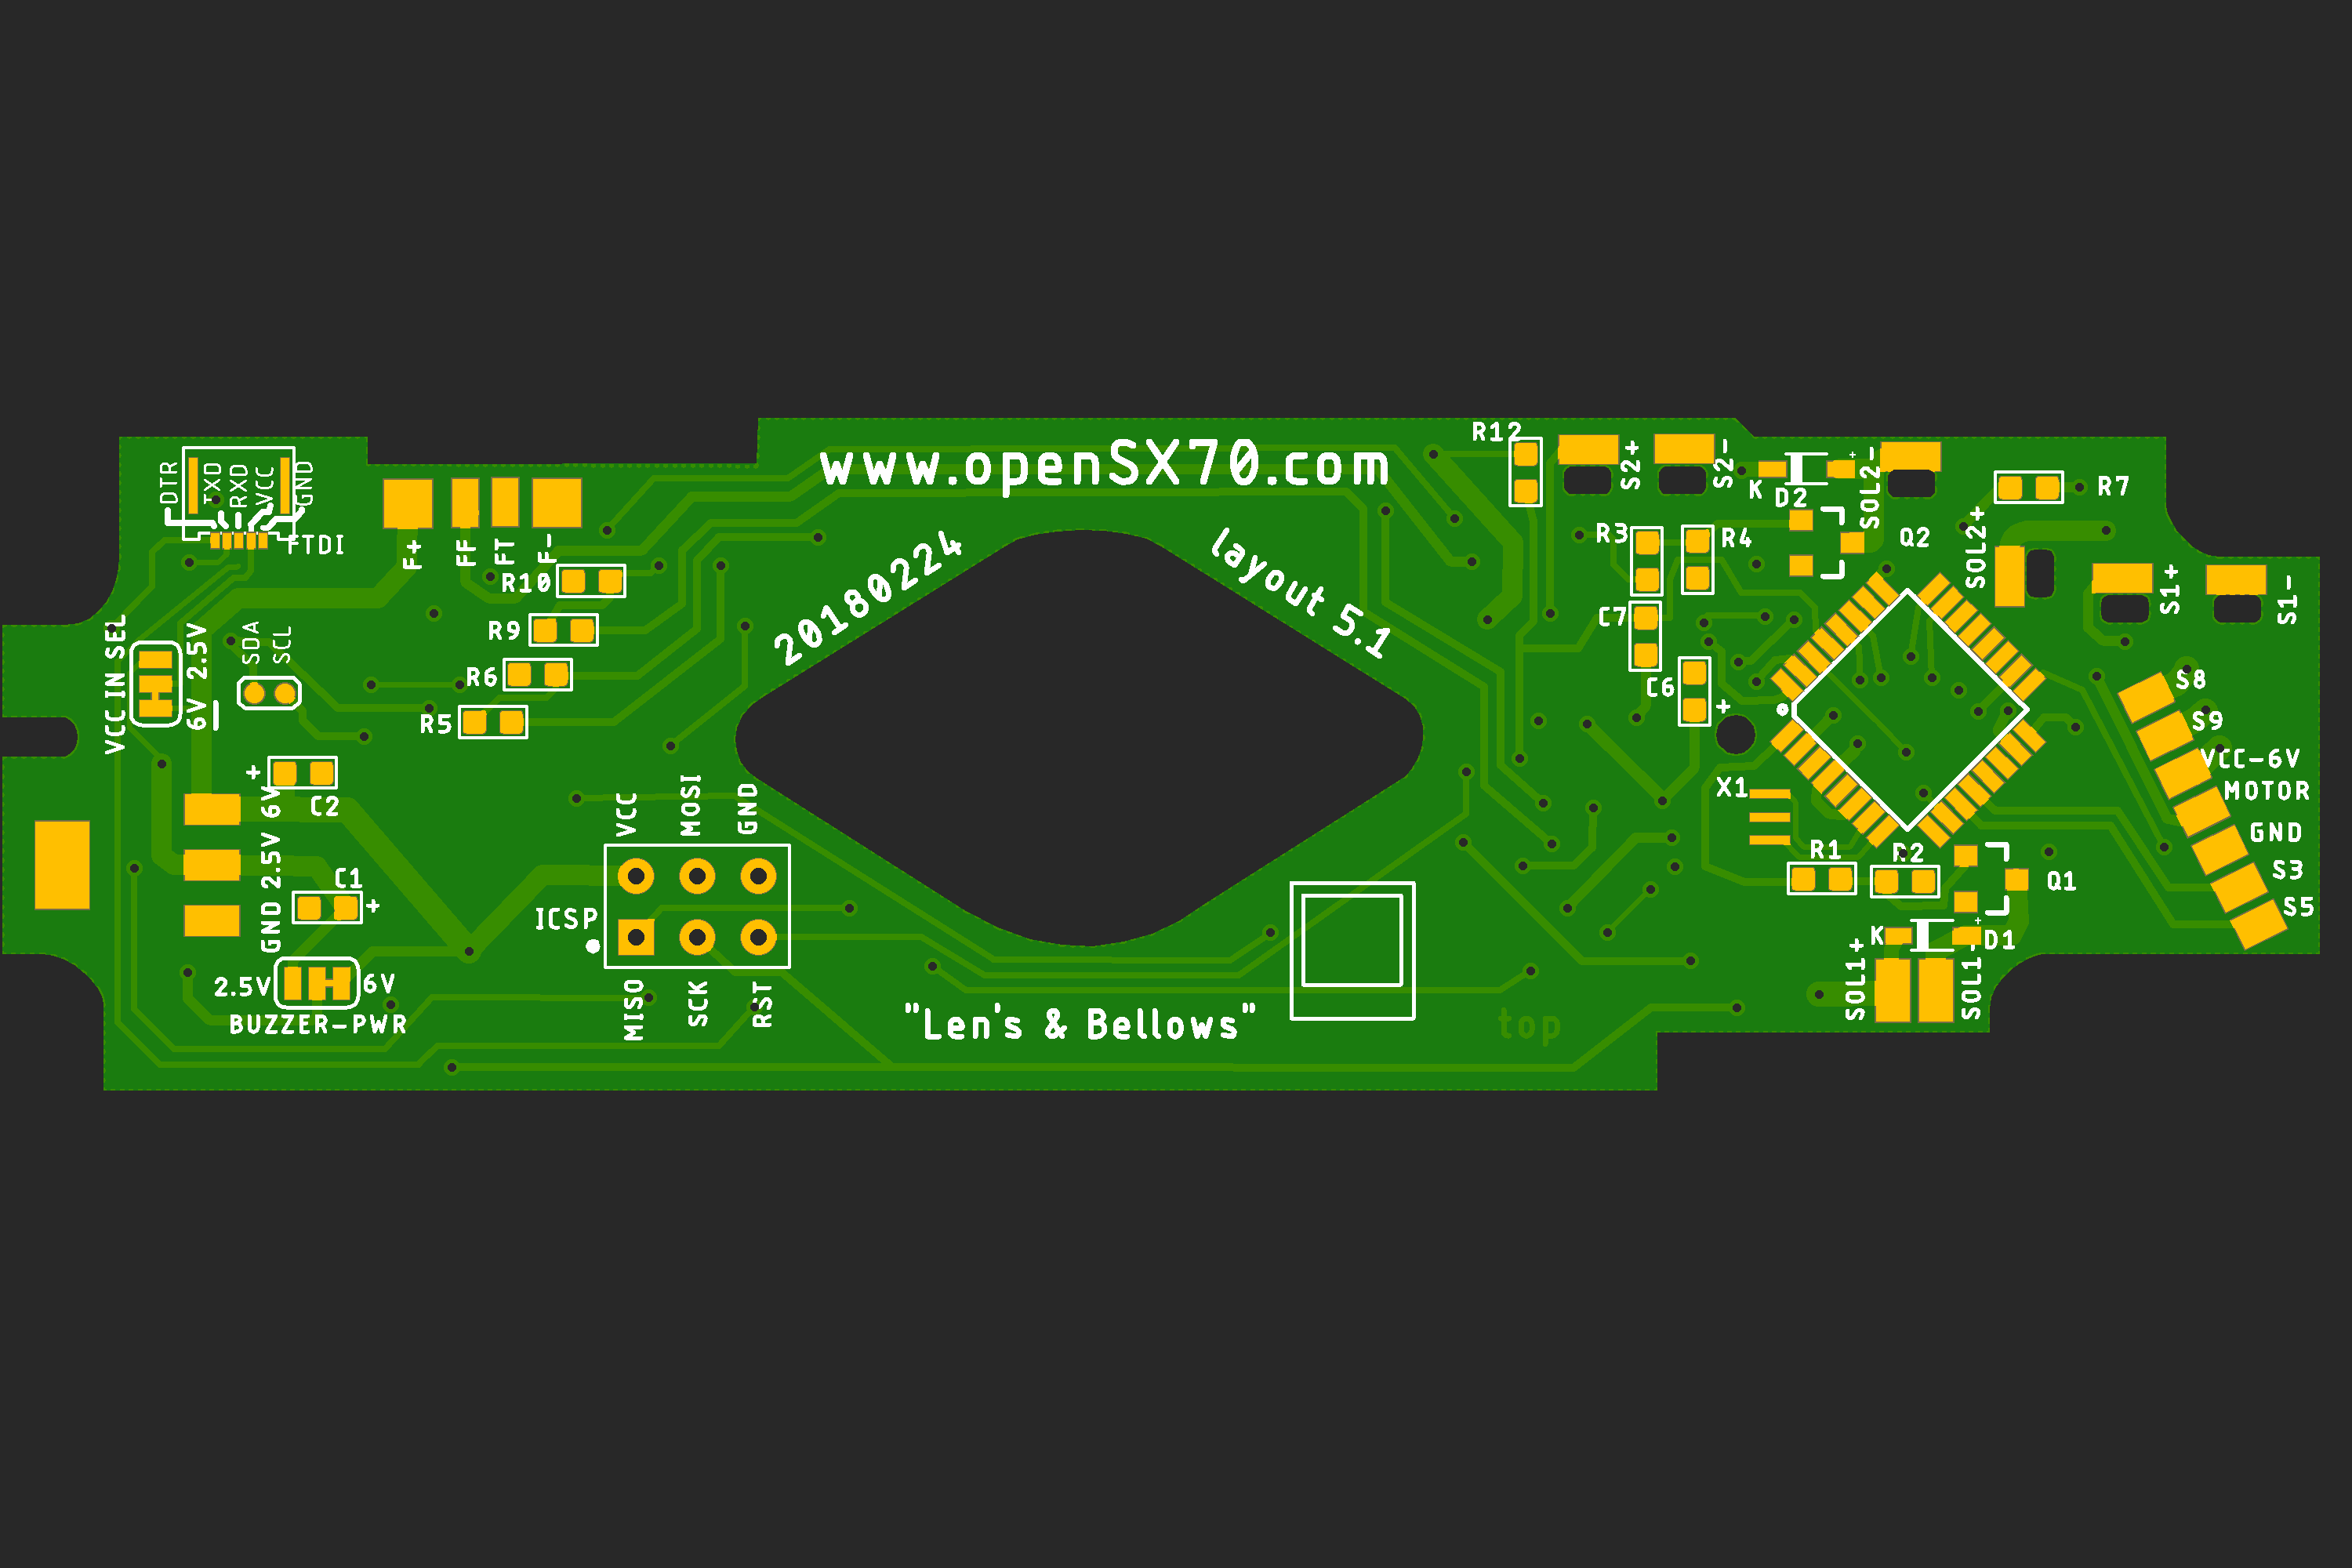 www.openSX70.com
20180224
layout 5.1
"Len's & Bellows"
top
DTR
TXD
RXD
VCC
GND
FTDI
F+
FF
FT
F-
R10
R9
R6
R5
VCC IN SEL
6V 2.5V
SDA
SCL
+
C2
GND 2.5V 6V
C1
+
2.5V
6V
BUZZER-PWR
ICSP
VCC
MOSI
GND
MISO
SCK
RST
R12
S2+
S2-
K
D2
+
SOL2-
Q2
R7
R3
R4
C7
C6
+
SOL2+
S1+
S1-
X1
R1
R2
Q1
K
D1
+
SOL1+
SOL1-
S8
S9
VCC-6V
MOTOR
GND
S3
S5